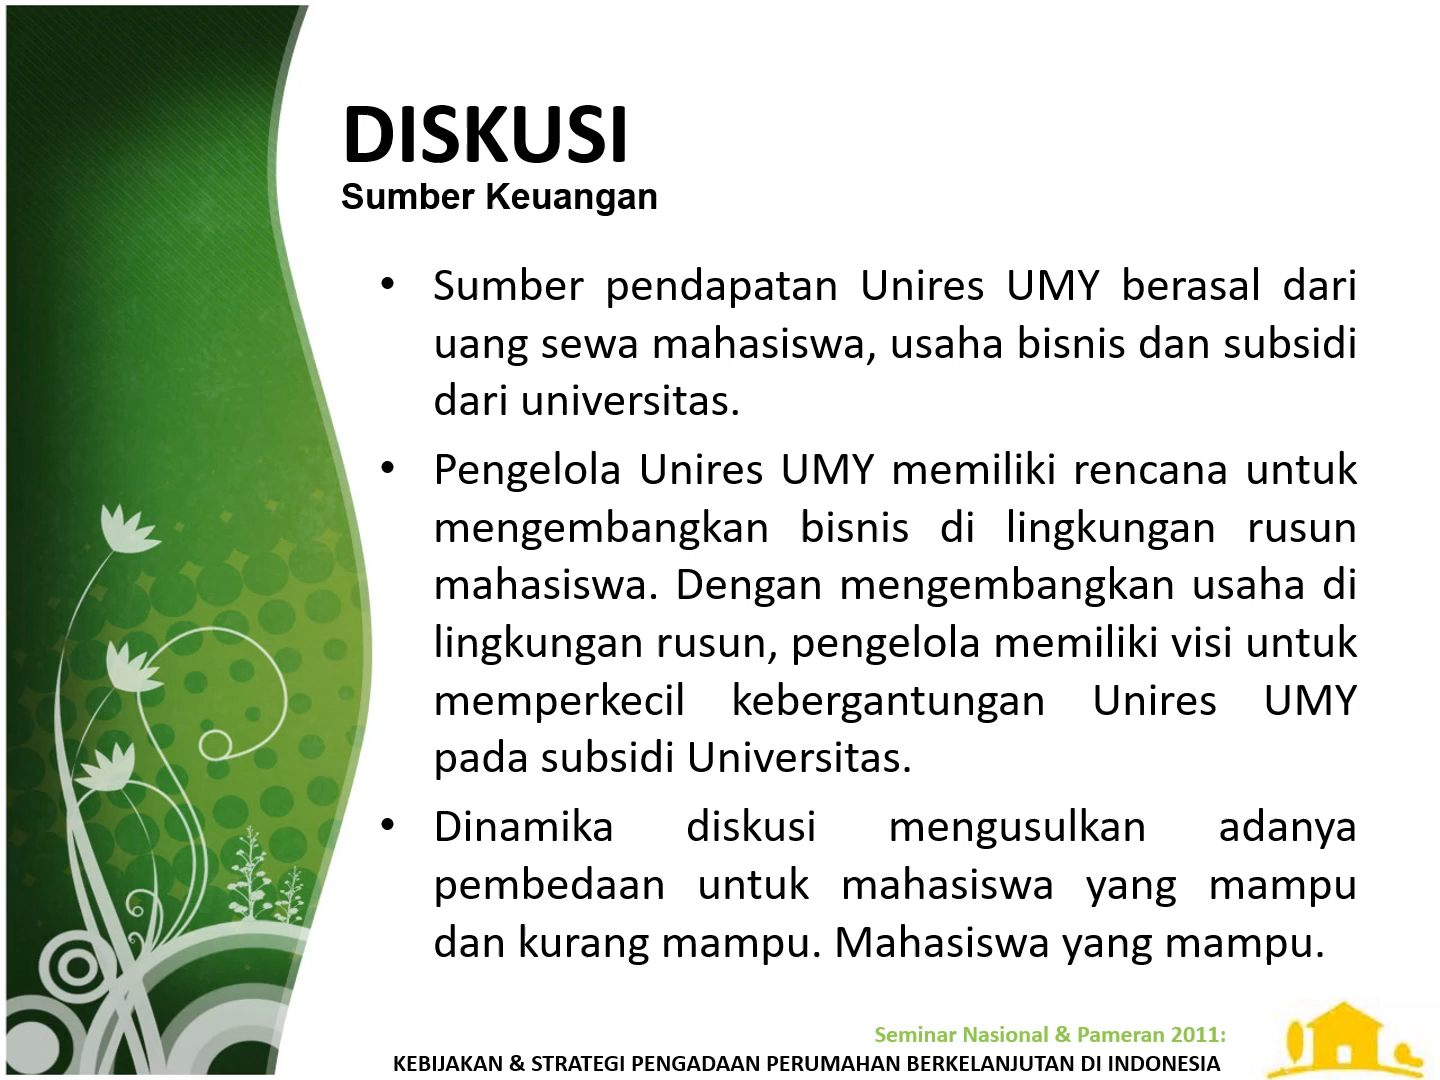 DISKUSI
Sumber Keuangan
• Sumber pendapatan Unires UMY berasal dari
uang sewa mahasiswa, usaha bisnis dan subsidi
dari universitas.
• Pengelola Unires UMY memiliki rencana untuk
mengembangkan bisnis di lingkungan rusun
mahasiswa. Dengan mengembangkan usaha di
lingkungan rusun, pengelola memiliki visi untuk
memperkecil kebergantungan Unires UMY
pada subsidi Universitas.
• Dinamika diskusi mengusulkan adanya
pembedaan untuk mahasiswa yang mampu
dan kurang mampu. Mahasiswa yang mampu.
Seminar Nasional & Pameran 2011:
KEBIJAKAN & STRATEGI PENGADAAN PERUMAHAN BERKELANJUTAN DI INDONESIA